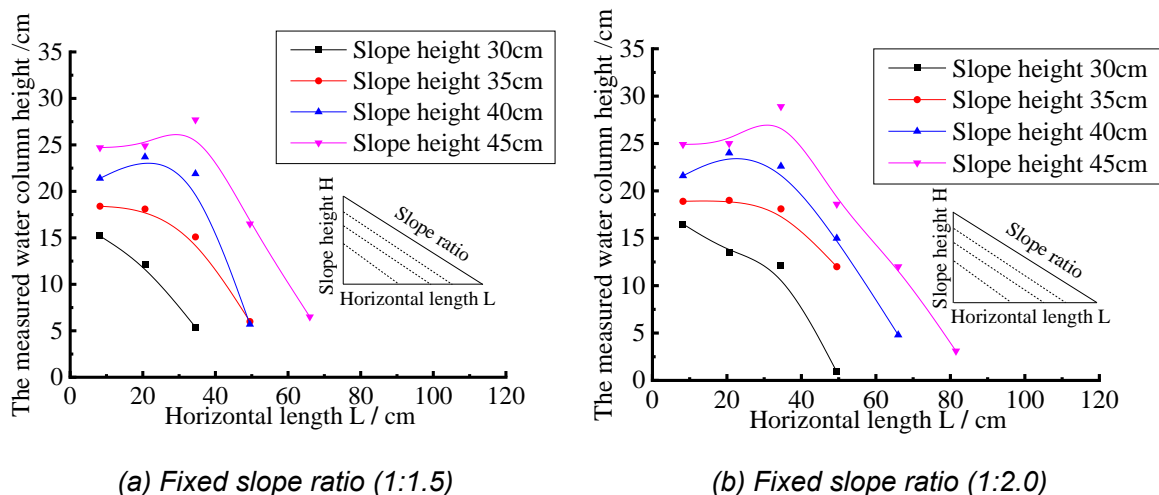 The measured water column height /cm
35
30
25
20
15
10
5
0
0 20 40 60 80 100 120
Horizontal length L / cm
Slope height 30cm
Slope height 35cm
Slope height 40cm
Slope height 45cm
Slope height H
Slope ratio
Horizontal length L
(a) Fixed slope ratio (1:1.5)
The measured water column height /cm
35
30
25
20
15
10
5
0
0 20 40 60 80 100 120
Horizontal length L / cm
Slope height 30cm
Slope height 35cm
Slope height 40cm
Slope height 45cm
Slope height H
Slope ratio
Horizontal length L
(b) Fixed slope ratio (1:2.0)